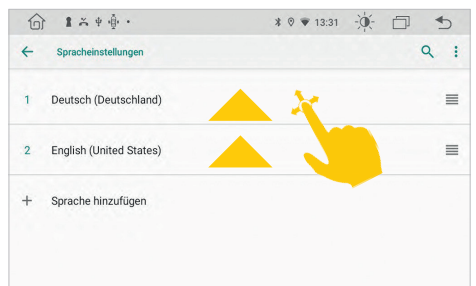 13:31
Spracheinstellungen
1 Deutsch (Deutschland)
2 English (United States)
+ Sprache hinzufügen